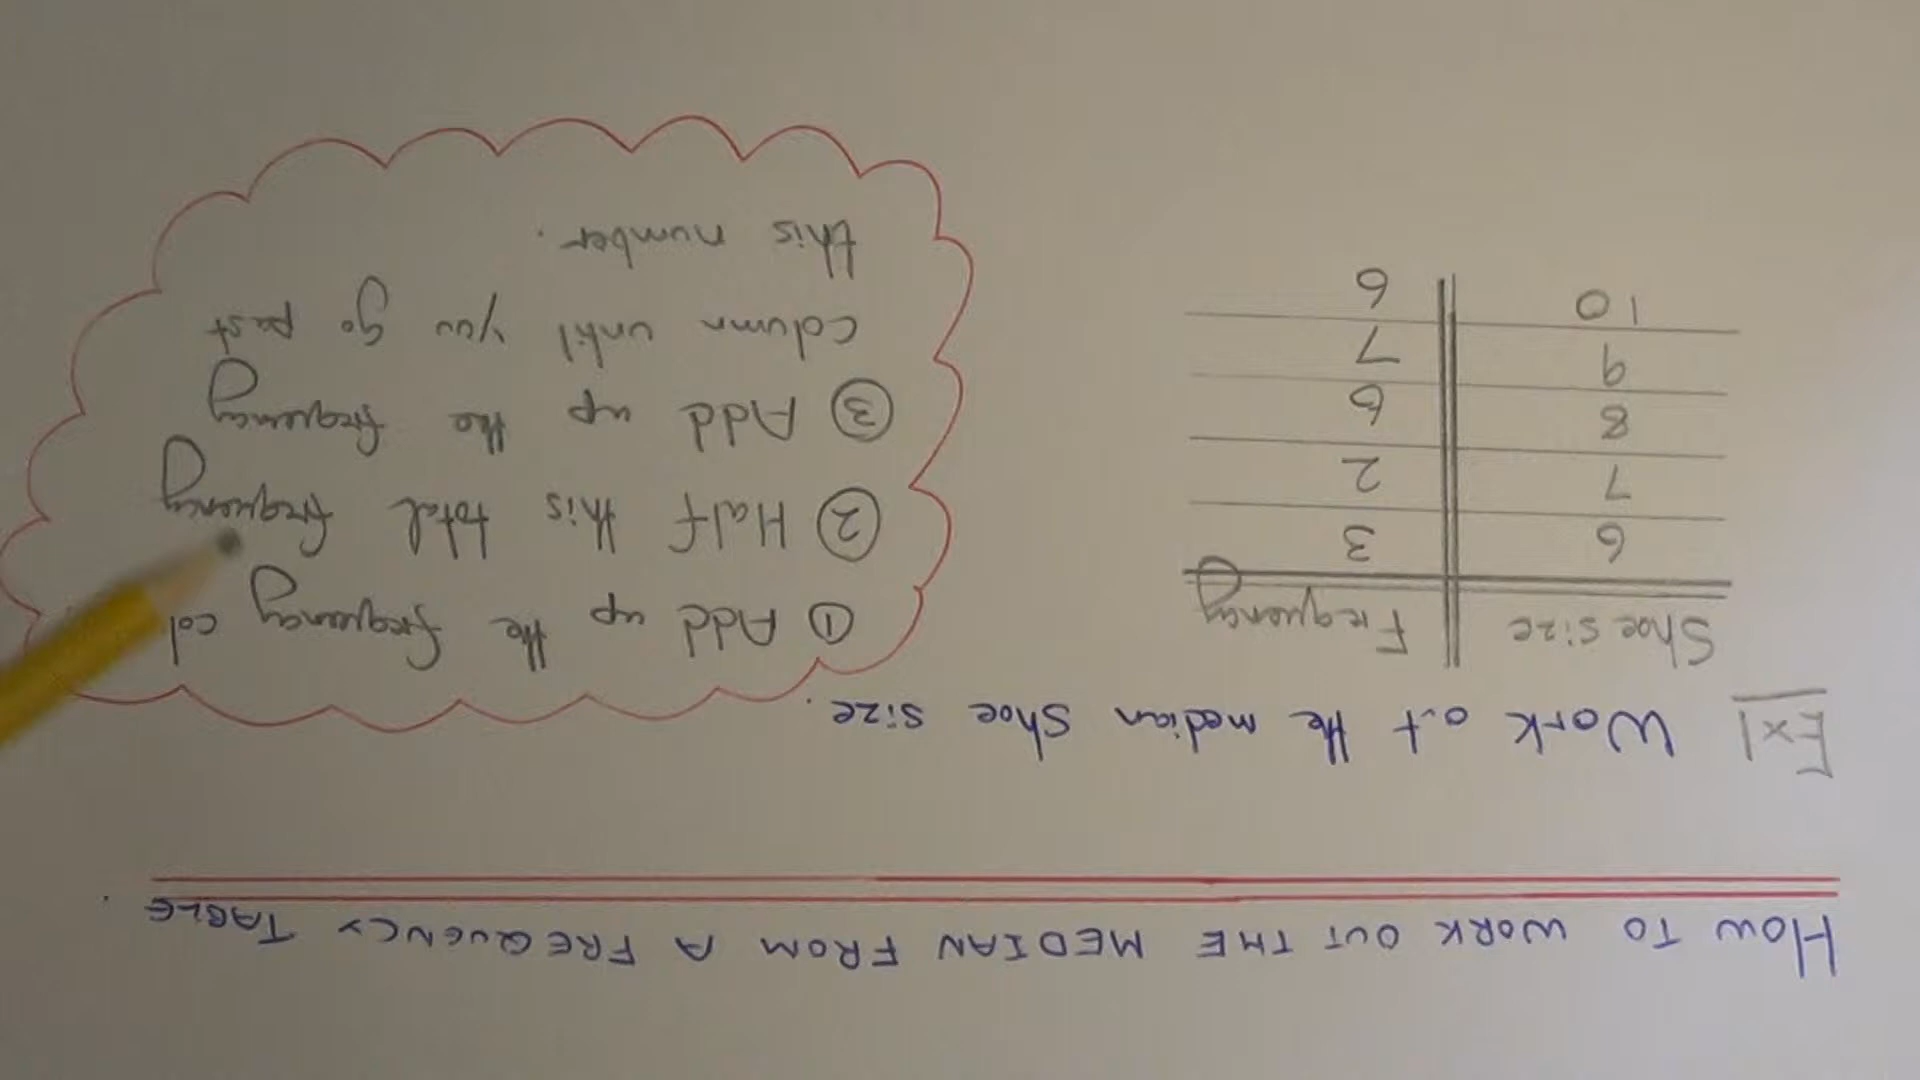 HOW TO WORK OUT THE MEDIAN FROM A FREQUENCY TABLE.
Ex1 Work out the median shoe size.
Shoe size Frequency
6 3
7 2
8 6
9 7
10 6
① Add up the frequency col
② Half this total frequency
③ Add up the frequency
column until you go past
this number.